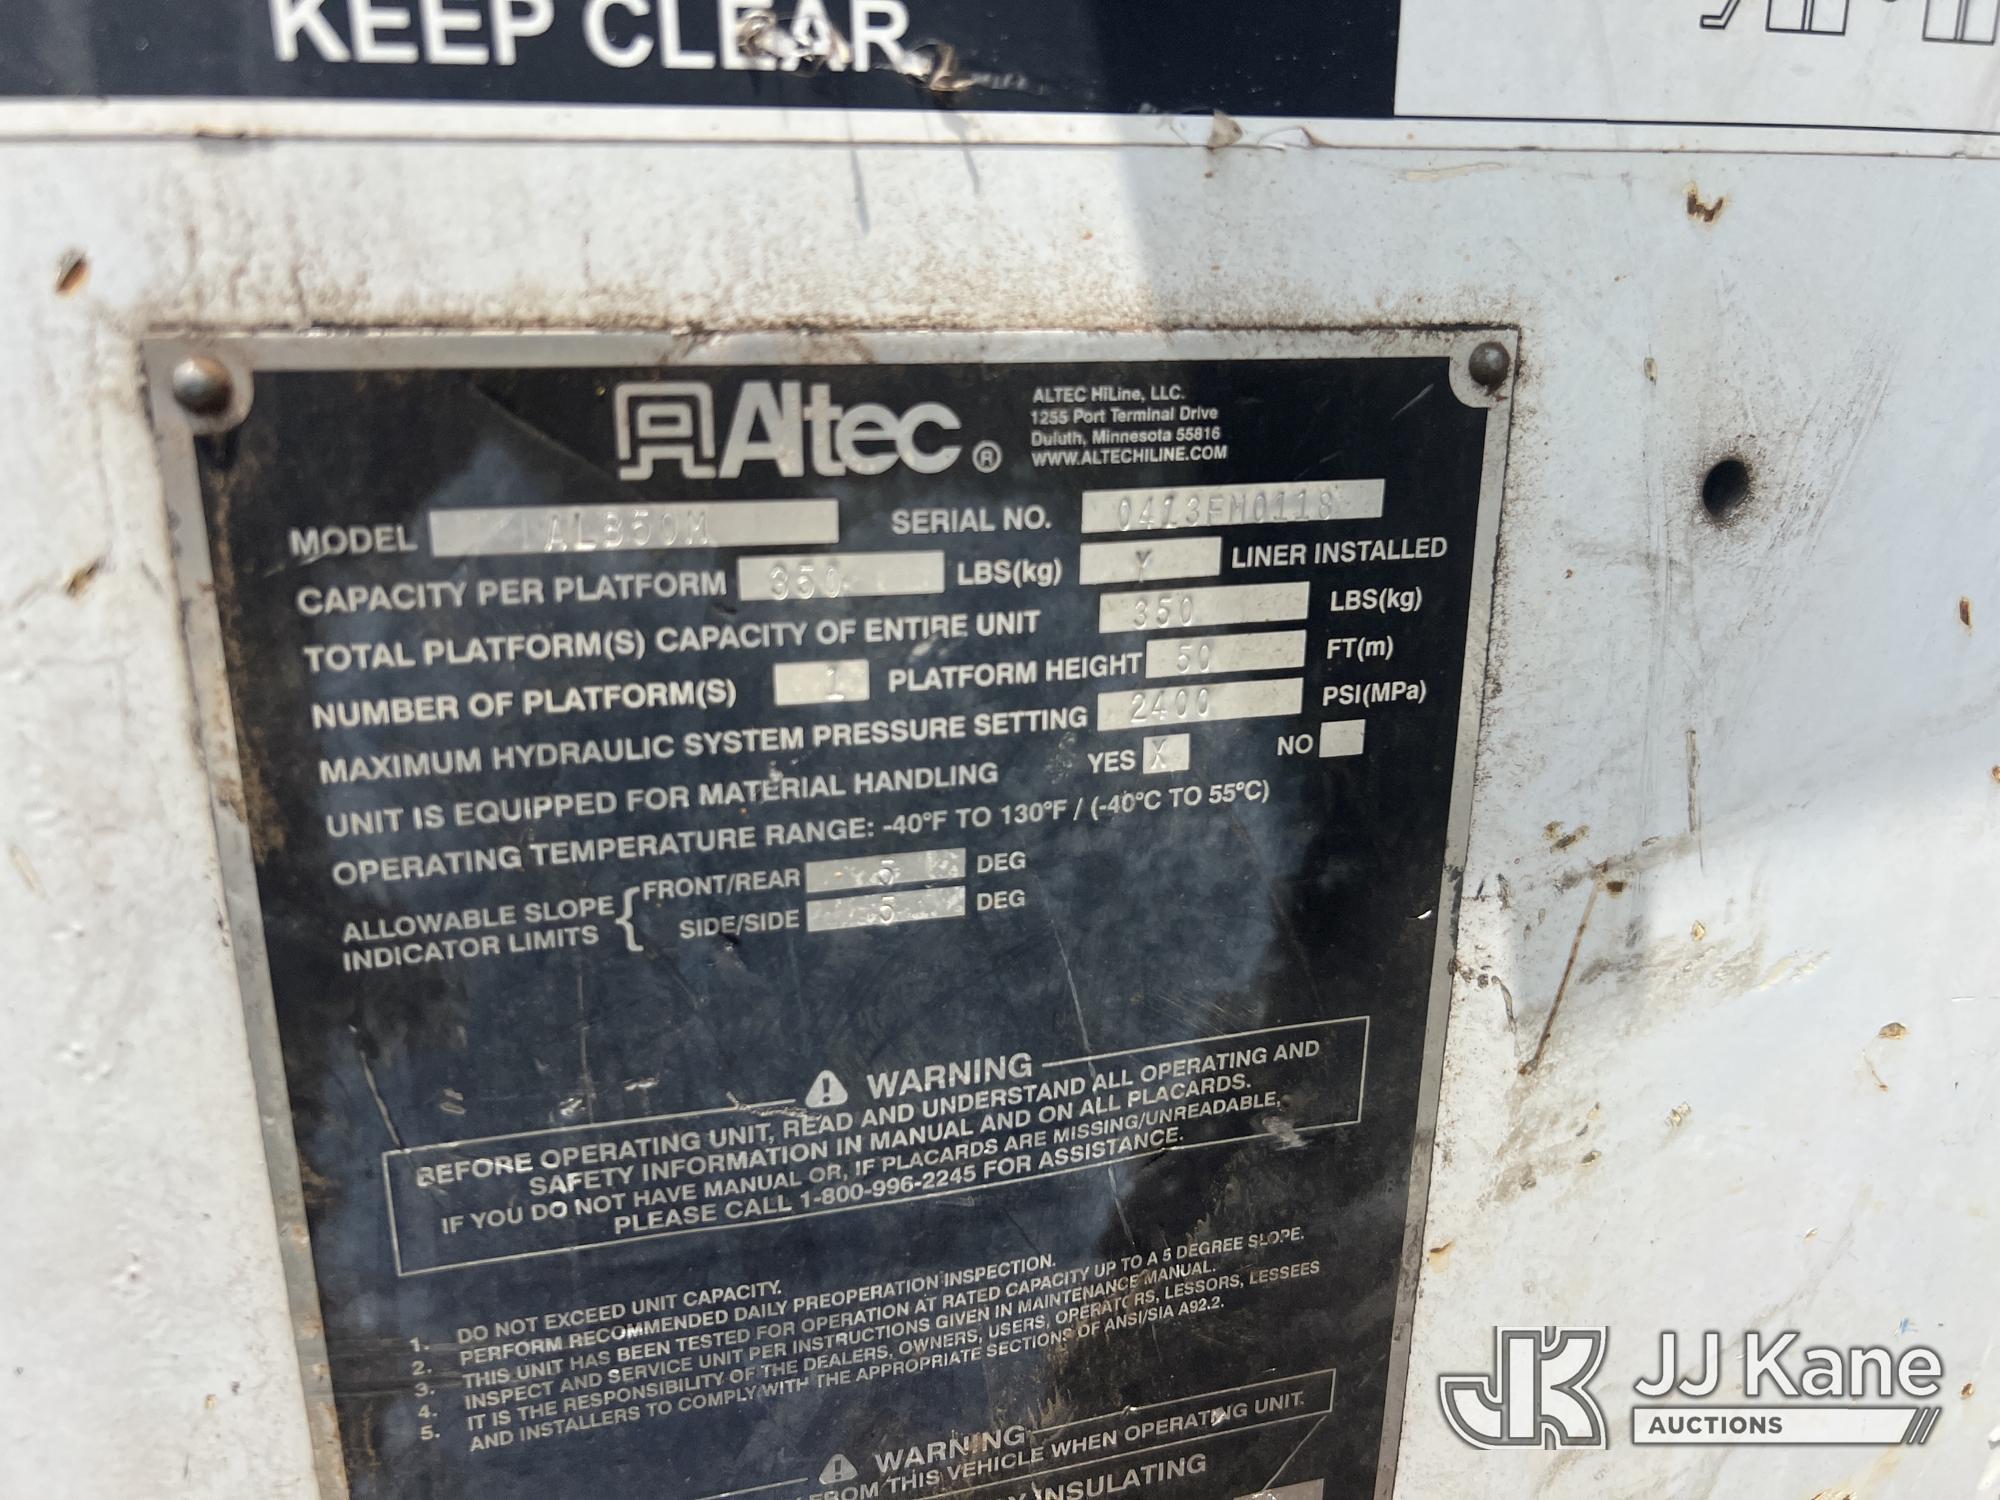 KEEP CLEAR
Altec®
ALTEC HiLine, LLC.
1255 Port Terminal Drive
Duluth, Minnesota 55816
WWW.ALTECHILINE.COM
MODEL ALB50M SERIAL NO. 0413FM0118
CAPACITY PER PLATFORM 350 LBS(kg) Y LINER INSTALLED
TOTAL PLATFORM(S) CAPACITY OF ENTIRE UNIT 350 LBS(kg)
NUMBER OF PLATFORM(S) 1 PLATFORM HEIGHT 50 FT(m)
MAXIMUM HYDRAULIC SYSTEM PRESSURE SETTING 2400 PSI(MPa)
UNIT IS EQUIPPED FOR MATERIAL HANDLING YES X NO
OPERATING TEMPERATURE RANGE: -40°F TO 130°F / (-40°C TO 55°C)
ALLOWABLE SLOPE { FRONT/REAR 5 DEG
INDICATOR LIMITS SIDE/SIDE 5 DEG
WARNING
BEFORE OPERATING UNIT, READ AND UNDERSTAND ALL OPERATING AND
SAFETY INFORMATION IN MANUAL AND ON ALL PLACARDS.
IF YOU DO NOT HAVE MANUAL OR, IF PLACARDS ARE MISSING/UNREADABLE,
PLEASE CALL 1-800-996-2245 FOR ASSISTANCE.
1. DO NOT EXCEED UNIT CAPACITY.
2. PERFORM RECOMMENDED DAILY PREOPERATION INSPECTION.
3. THIS UNIT HAS BEEN TESTED FOR OPERATION AT RATED CAPACITY UP TO A 5 DEGREE SLOPE.
4. INSPECT AND SERVICE UNIT PER INSTRUCTIONS GIVEN IN MAINTENANCE MANUAL.
5. IT IS THE RESPONSIBILITY OF THE DEALERS, OWNERS, USERS, OPERATORS, LESSORS, LESSEES
AND INSTALLERS TO COMPLY WITH THE APPROPRIATE SECTIONS OF ANSI/SIA A92.2.
WARNING
FROM THIS VEHICLE WHEN OPERATING UNIT.
INSULATING
JK JJ Kane
AUCTIONS